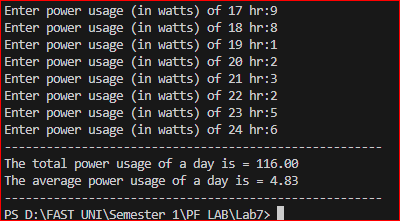 Enter power usage (in watts) of 17 hr:9
Enter power usage (in watts) of 18 hr:8
Enter power usage (in watts) of 19 hr:1
Enter power usage (in watts) of 20 hr:2
Enter power usage (in watts) of 21 hr:3
Enter power usage (in watts) of 22 hr:2
Enter power usage (in watts) of 23 hr:5
Enter power usage (in watts) of 24 hr:6
--------------------------------------------------
The total power usage of a day is = 116.00
The average power usage of a day is = 4.83
--------------------------------------------------
PS D:\FAST UNI\Semester 1\PF LAB\Lab7>